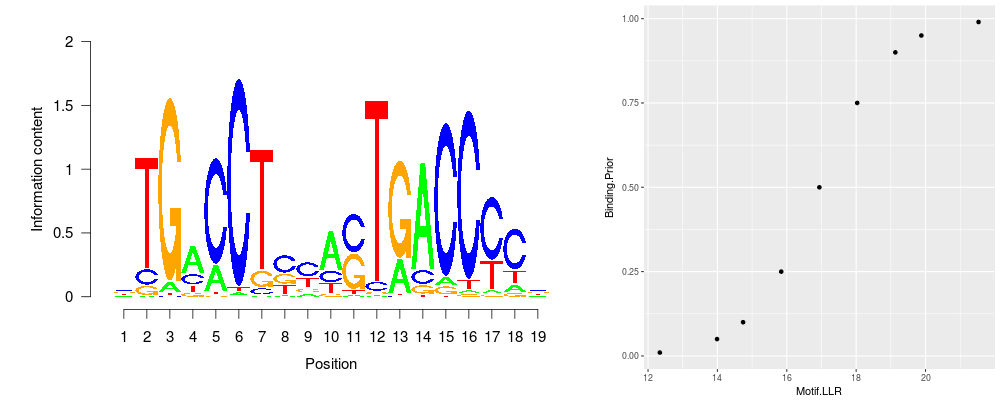 2
1.5
1
0.5
0
Information content
1 2 3 4 5 6 7 8 9 10 11 12 13 14 15 16 17 18 19
Position
T C G
G A
A C T
C A
C T A
T G C
C G T
C T
A C T
C G T
T C
G A
A C G
C A G
C T
C T A
C T A
1.00
0.75
0.50
0.25
0.00
Binding.Prior
12 14 16 18 20
Motif.LLR